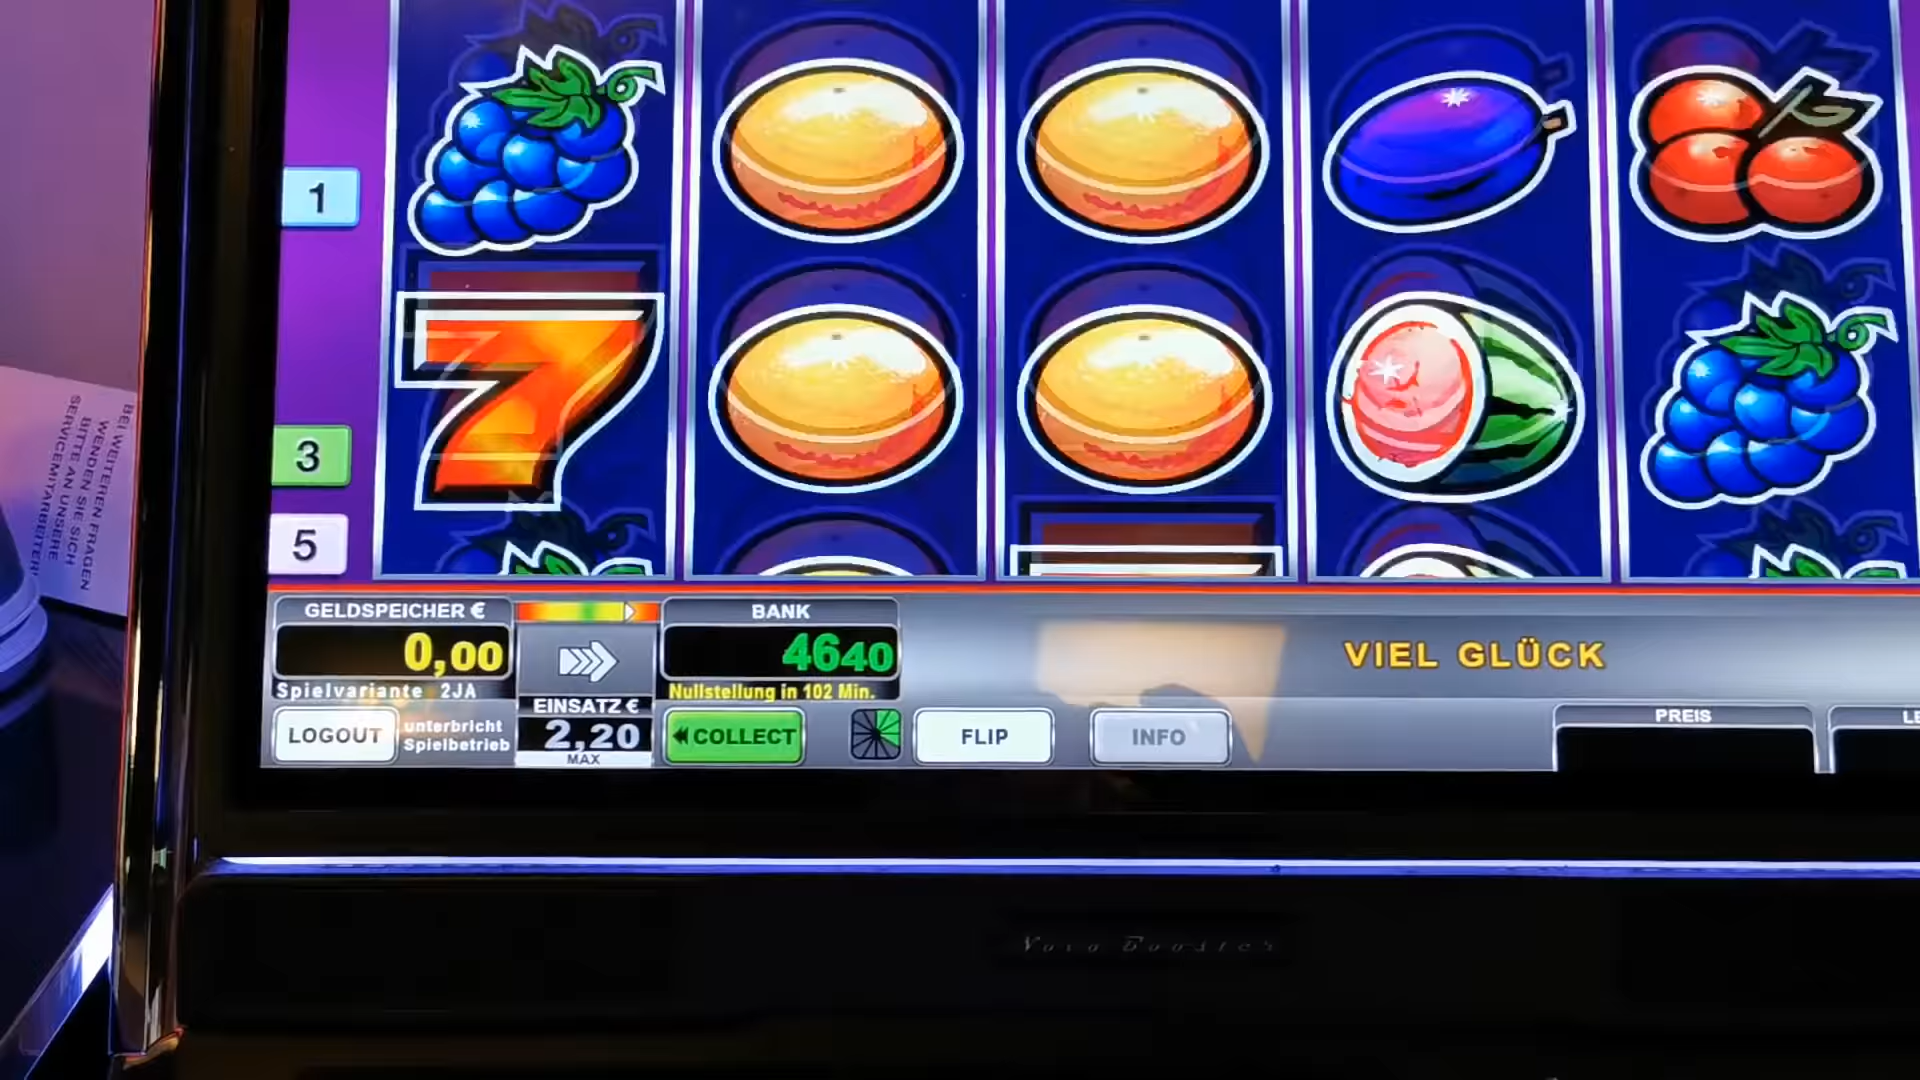 1
3
5
BEI WEITEREN FRAGEN
WENDEN SIE SICH
BITTE AN UNSERE
SERVICEMITARBEITER
GELDSPEICHER €
0,00
Spielvariante 2JA
LOGOUT
unterbricht
Spielbetrieb
EINSATZ €
2,20
MAX
BANK
4640
Nullstellung in 102 Min.
COLLECT
FLIP
INFO
VIEL GLÜCK
PREIS